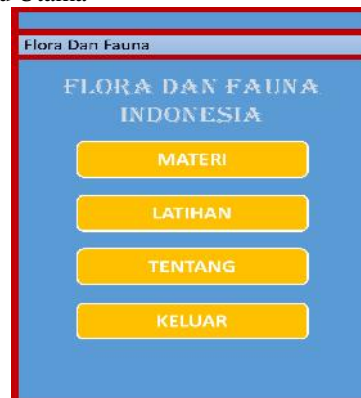 Flora Dan Fauna
FLORA DAN FAUNA
INDONESIA
MATERI
LATIHAN
TENTANG
KELUAR